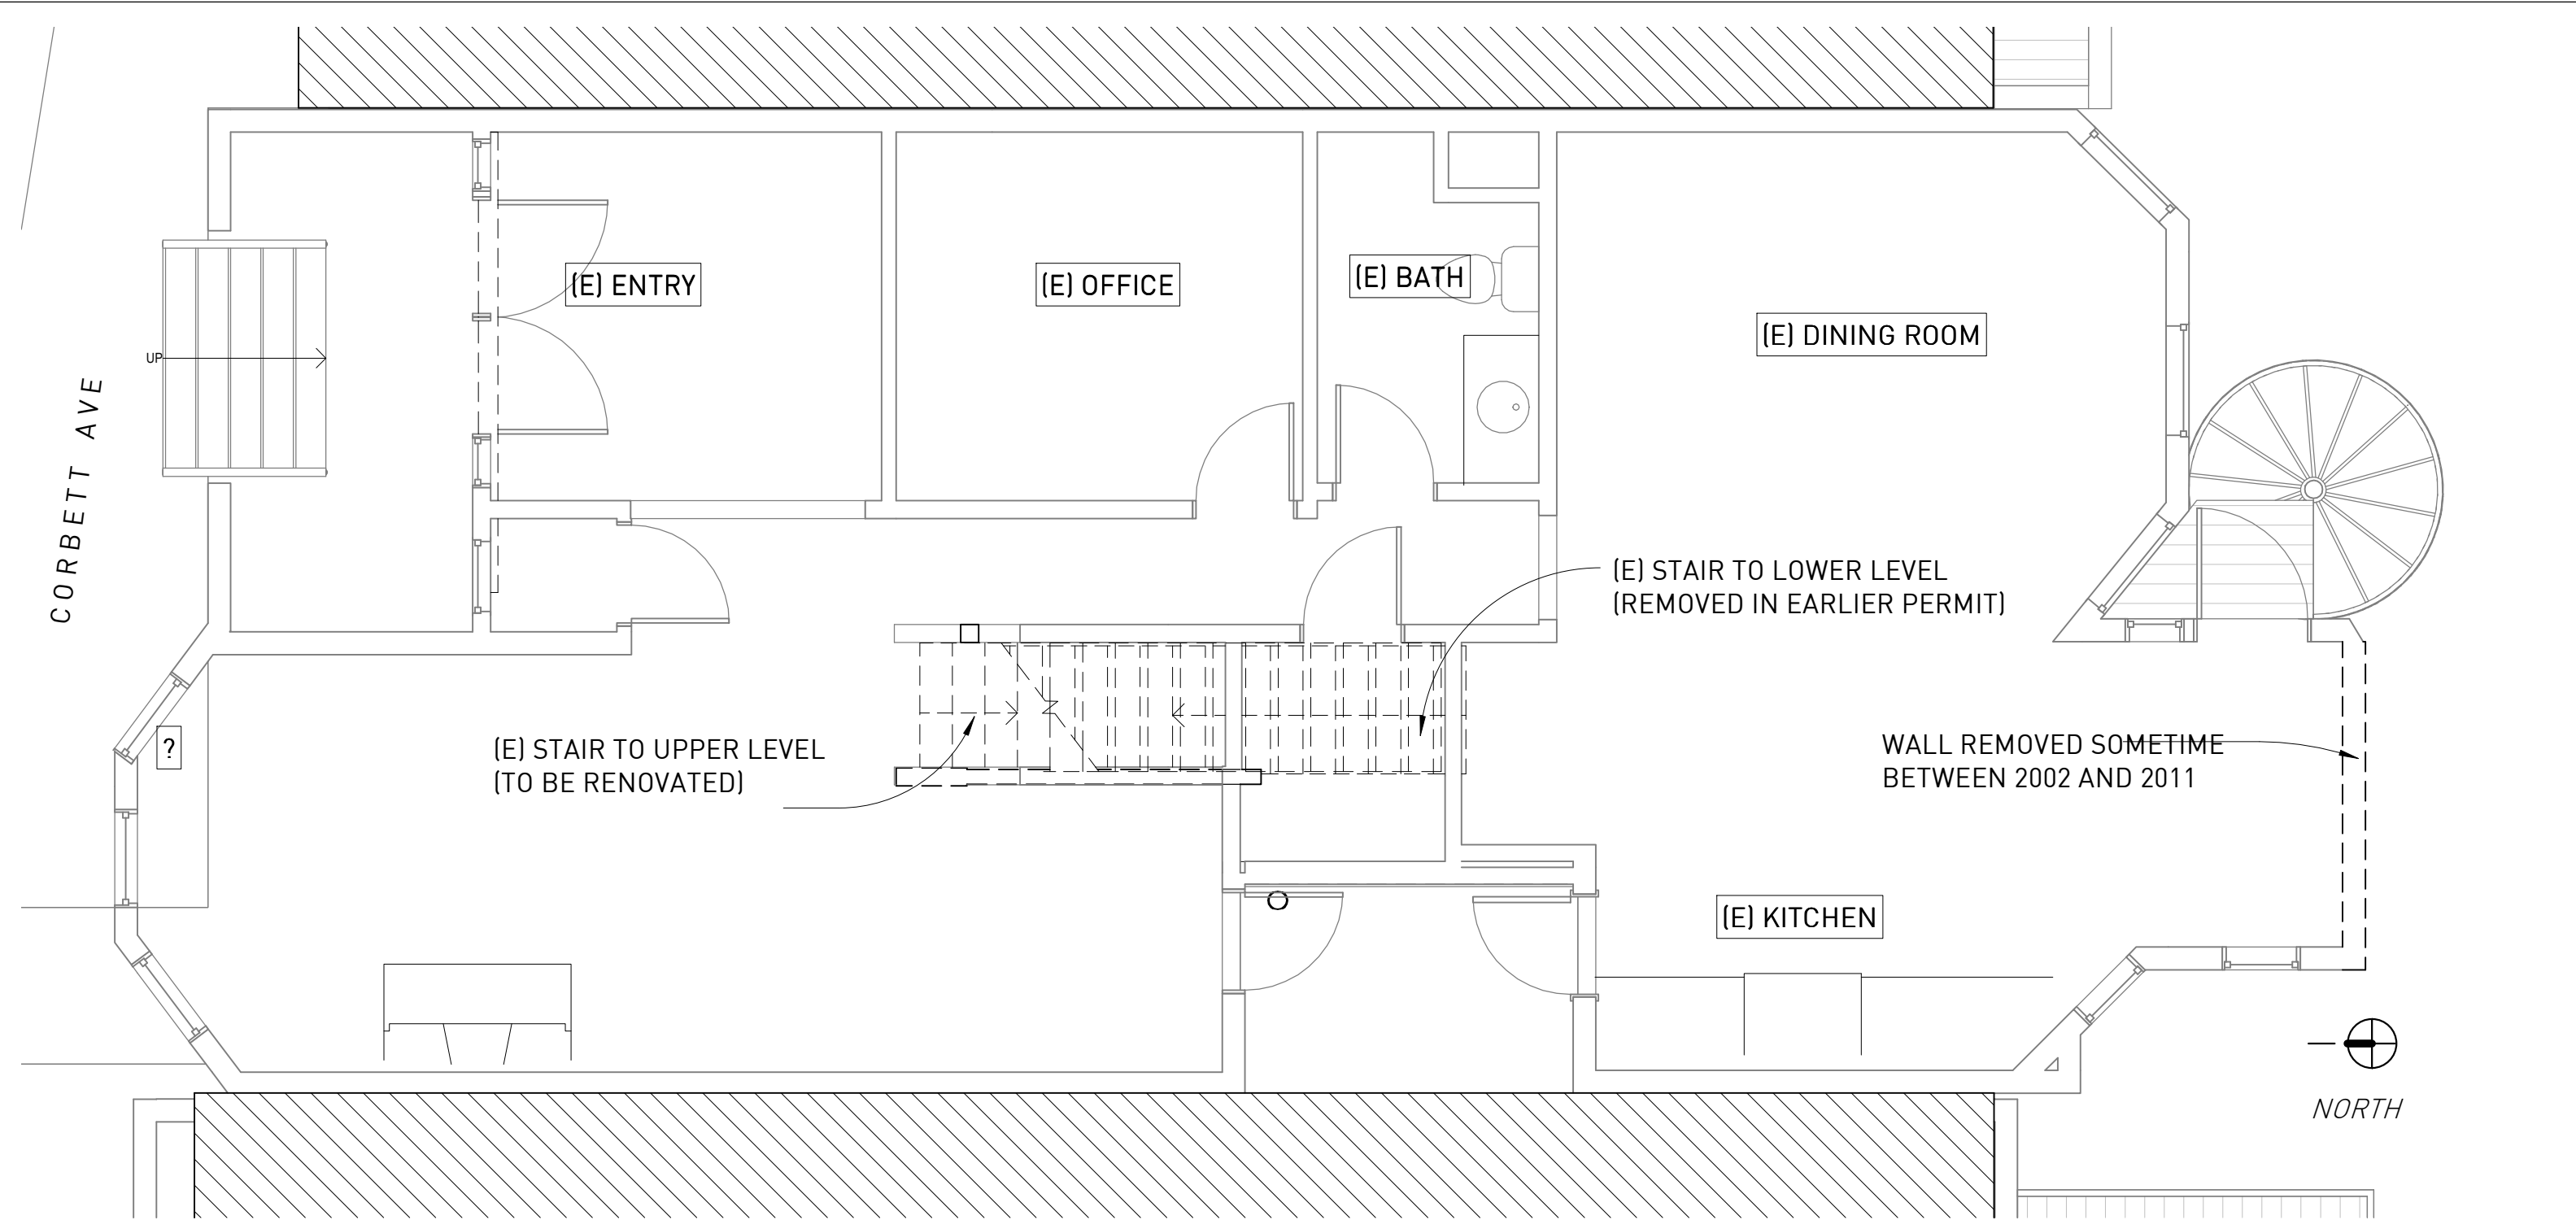 (E) ENTRY
(E) OFFICE
(E) BATH
(E) DINING ROOM
UP
CORBETT AVE
(E) STAIR TO LOWER LEVEL
(REMOVED IN EARLIER PERMIT)
?
(E) STAIR TO UPPER LEVEL
(TO BE RENOVATED)
WALL REMOVED SOMETIME
BETWEEN 2002 AND 2011
(E) KITCHEN
NORTH